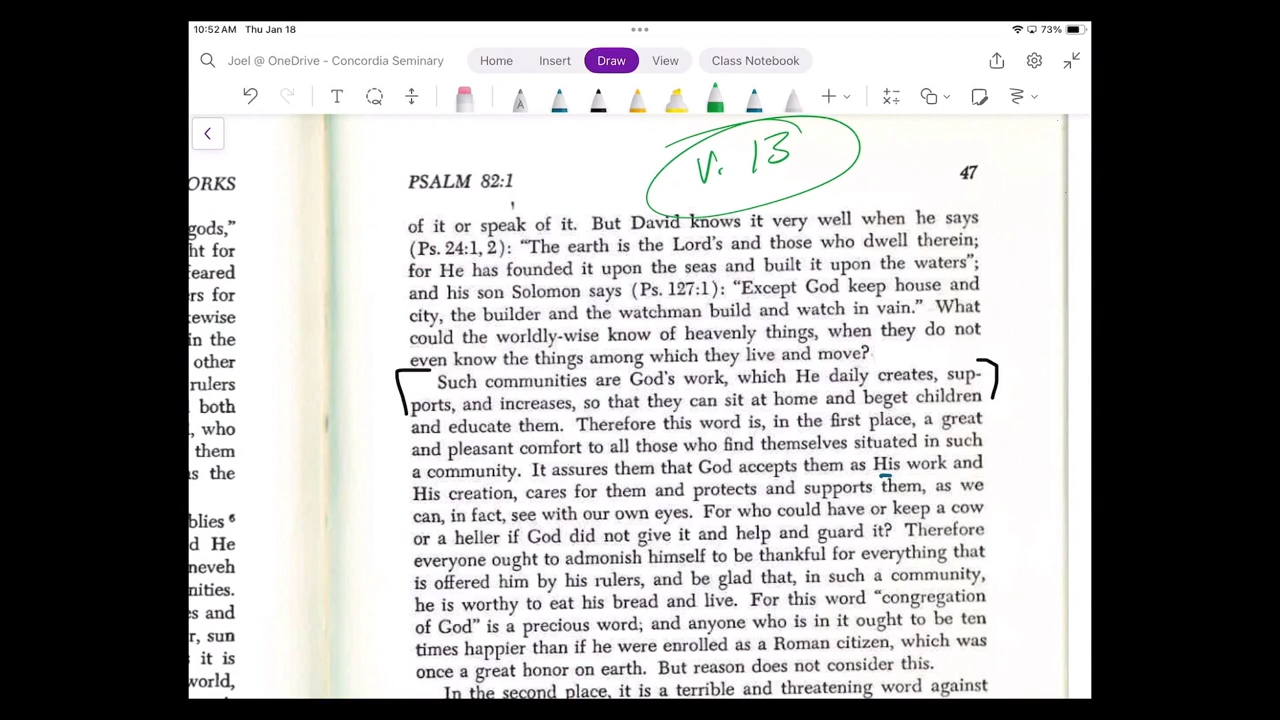 10:52 AM Thu Jan 18
73%
Joel @ OneDrive - Concordia Seminary
Home Insert Draw View Class Notebook
v. 13
ORKS
PSALM 82:1
47
gods,"
ht for
feared
rs for
ewise
in the
other
rulers
both
, who
them
as the
blies 6
d He
neveh
nities.
s and
r, sun
it is
world,
of it or speak of it. But David knows it very well when he says
(Ps. 24:1, 2): “The earth is the Lord’s and those who dwell therein;
for He has founded it upon the seas and built it upon the waters”;
and his son Solomon says (Ps. 127:1): “Except God keep house and
city, the builder and the watchman build and watch in vain.” What
could the worldly-wise know of heavenly things, when they do not
even know the things among which they live and move?
Such communities are God’s work, which He daily creates, sup-
ports, and increases, so that they can sit at home and beget children
and educate them. Therefore this word is, in the first place, a great
and pleasant comfort to all those who find themselves situated in such
a community. It assures them that God accepts them as His work and
His creation, cares for them and protects and supports them, as we
can, in fact, see with our own eyes. For who could have or keep a cow
or a heller if God did not give it and help and guard it? Therefore
everyone ought to admonish himself to be thankful for everything that
is offered him by his rulers, and be glad that, in such a community,
he is worthy to eat his bread and live. For this word “congregation
of God” is a precious word; and anyone who is in it ought to be ten
times happier than if he were enrolled as a Roman citizen, which was
once a great honor on earth. But reason does not consider this.
In the second place, it is a terrible and threatening word against